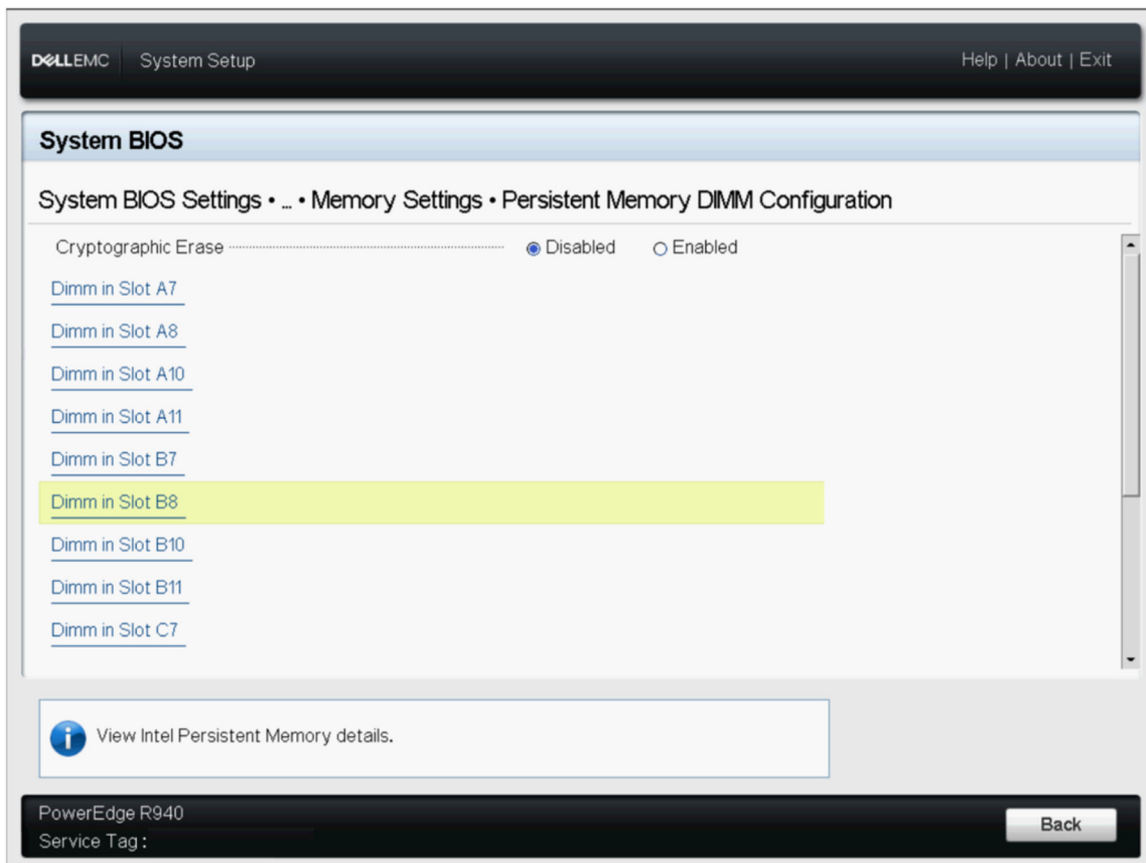 DELLEMC System Setup Help | About | Exit
System BIOS
System BIOS Settings • ... • Memory Settings • Persistent Memory DIMM Configuration
Cryptographic Erase Disabled Enabled
Dimm in Slot A7
Dimm in Slot A8
Dimm in Slot A10
Dimm in Slot A11
Dimm in Slot B7
Dimm in Slot B8
Dimm in Slot B10
Dimm in Slot B11
Dimm in Slot C7
View Intel Persistent Memory details.
PowerEdge R940
Service Tag :
Back